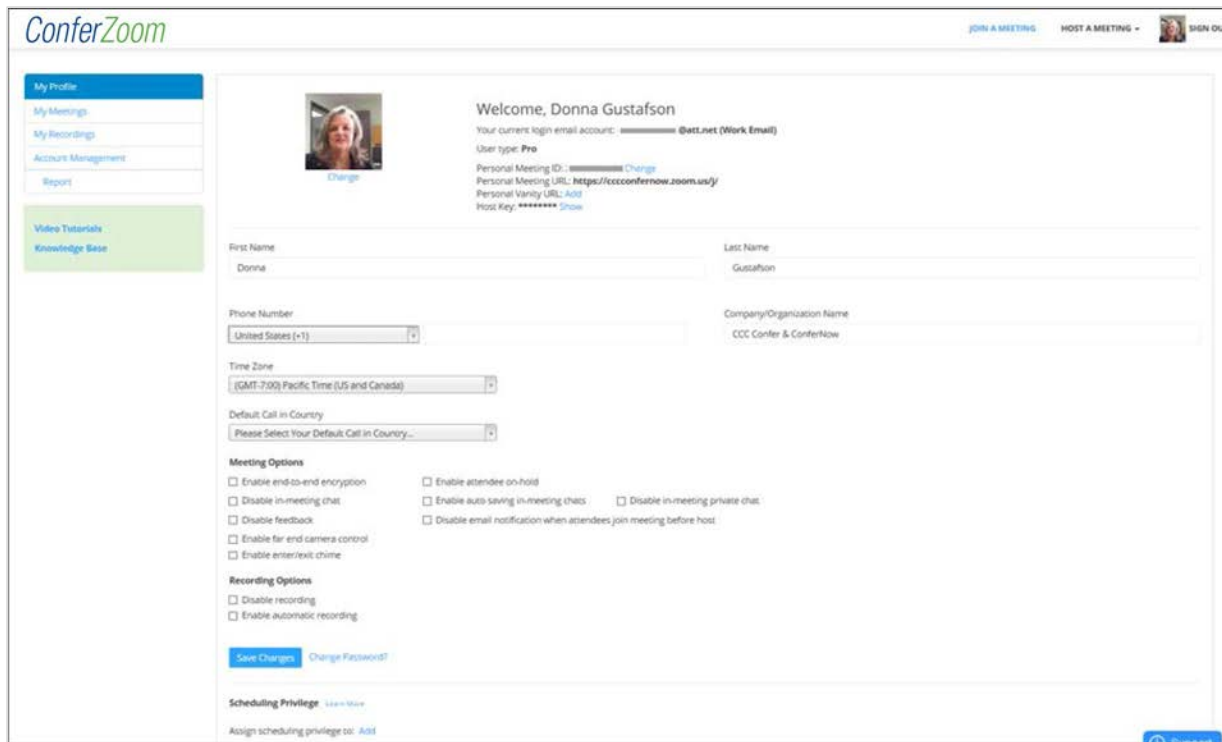 ConferZoom
JOIN A MEETING HOST A MEETING SIGN OU
My Profile
My Meetings
My Recordings
Account Management
Report
Video Tutorials
Knowledge Base
Change
Welcome, Donna Gustafson
Your current login email account: @att.net (Work Email)
User type: Pro
Personal Meeting ID: : Change
Personal Meeting URL: https://cccconfernow.zoom.us/j/
Personal Vanity URL: Add
Host Key: ******** Show
First Name Last Name
Donna Gustafson
Phone Number Company/Organization Name
United States (+1) CCC Confer & ConferNow
Time Zone
(GMT-7:00) Pacific Time (US and Canada)
Default Call in Country
Please Select Your Default Call in Country...
Meeting Options
Enable end-to-end encryption Enable attendee on-hold
Disable in-meeting chat Enable auto saving in-meeting chats Disable in-meeting private chat
Disable feedback Disable email notification when attendees join meeting before host
Enable far end camera control
Enable enter/exit chime
Recording Options
Disable recording
Enable automatic recording
Save Changes Change Password?
Scheduling Privilege Learn More
Assign scheduling privilege to: Add
Support